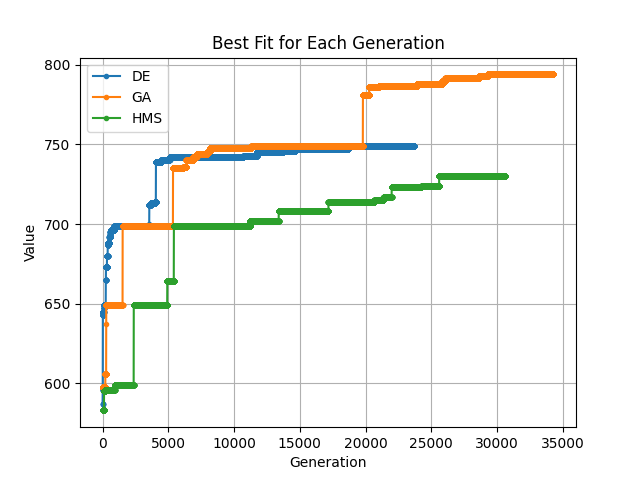 Best Fit for Each Generation
DE
GA
HMS
800
750
700
650
600
Value
0 5000 10000 15000 20000 25000 30000 35000
Generation